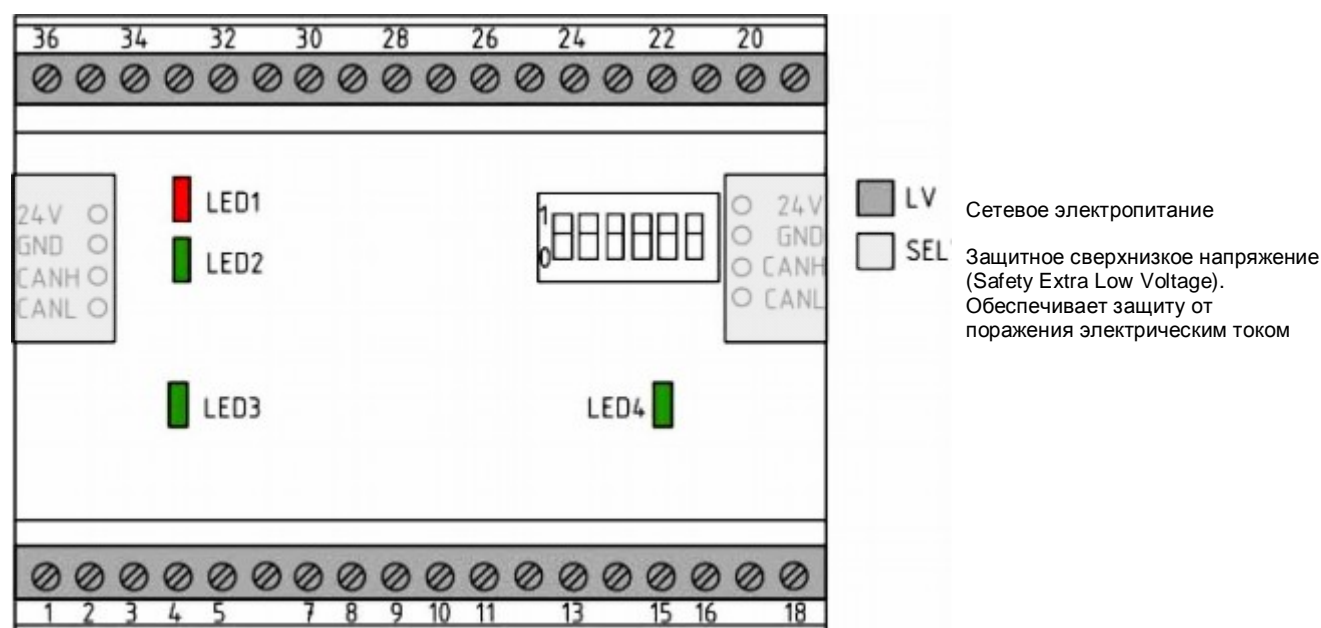 36 34 32 30 28 26 24 22 20
LED1
LED2
24V
GND
CANH
CANL
1
0
24V
GND
CANH
CANL
LV
Сетевое электропитание
SEL
Защитное сверхнизкое напряжение
(Safety Extra Low Voltage).
Обеспечивает защиту от
поражения электрическим током
LED3
LED4
1 2 3 4 5 7 8 9 10 11 13 15 16 18